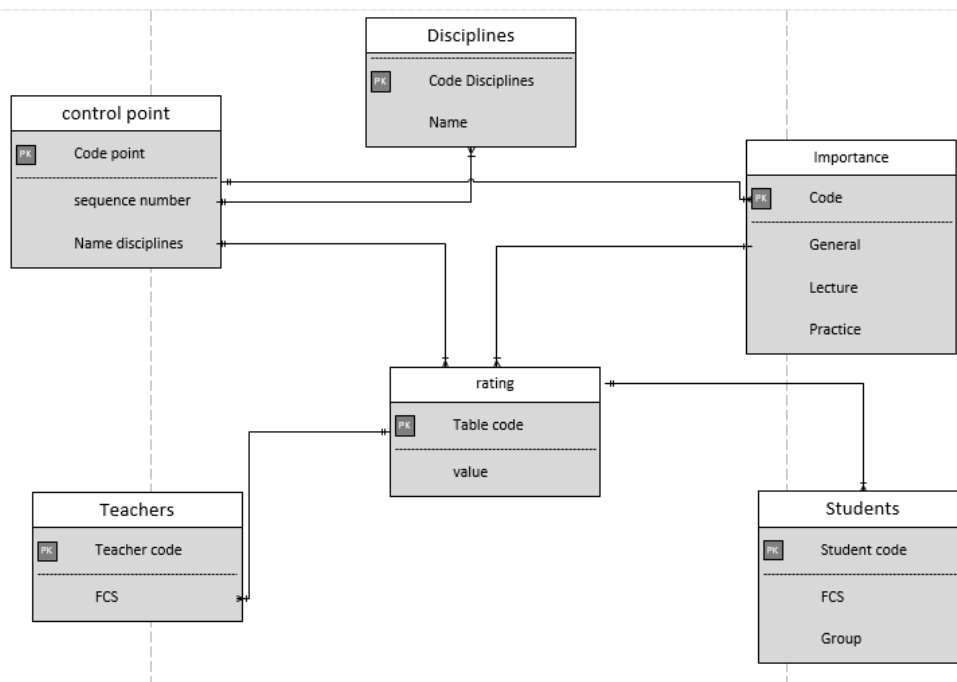 Disciplines
PK Code Disciplines
Name
control point
PK Code point
sequence number
Name disciplines
Importance
PK Code
General
Lecture
Practice
rating
PK Table code
value
Teachers
PK Teacher code
FCS
Students
PK Student code
FCS
Group